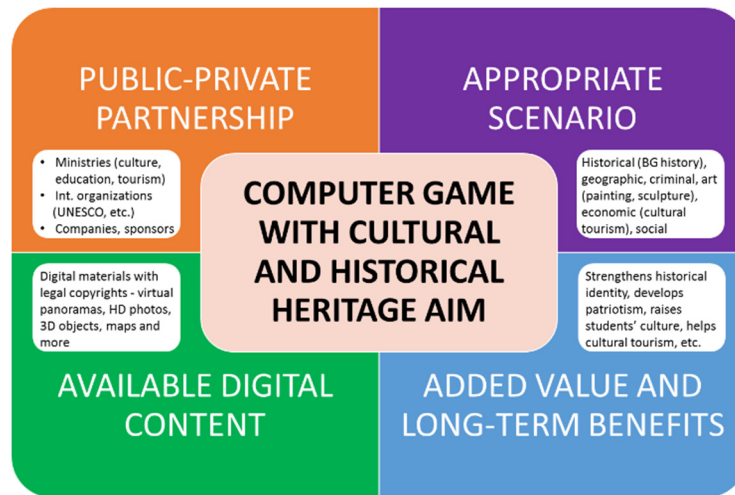 PUBLIC-PRIVATE
PARTNERSHIP
• Ministries (culture,
education, tourism)
• Int. organizations
(UNESCO, etc.)
• Companies, sponsors
APPROPRIATE
SCENARIO
Historical (BG history),
geographic, criminal, art
(painting, sculpture),
economic (cultural
tourism), social
COMPUTER GAME
WITH CULTURAL
AND HISTORICAL
HERITAGE AIM
Digital materials with
legal copyrights - virtual
panoramas, HD photos,
3D objects, maps and
more
AVAILABLE DIGITAL
CONTENT
Strengthens historical
identity, develops
patriotism, raises
students’ culture, helps
cultural tourism, etc.
ADDED VALUE AND
LONG-TERM BENEFITS